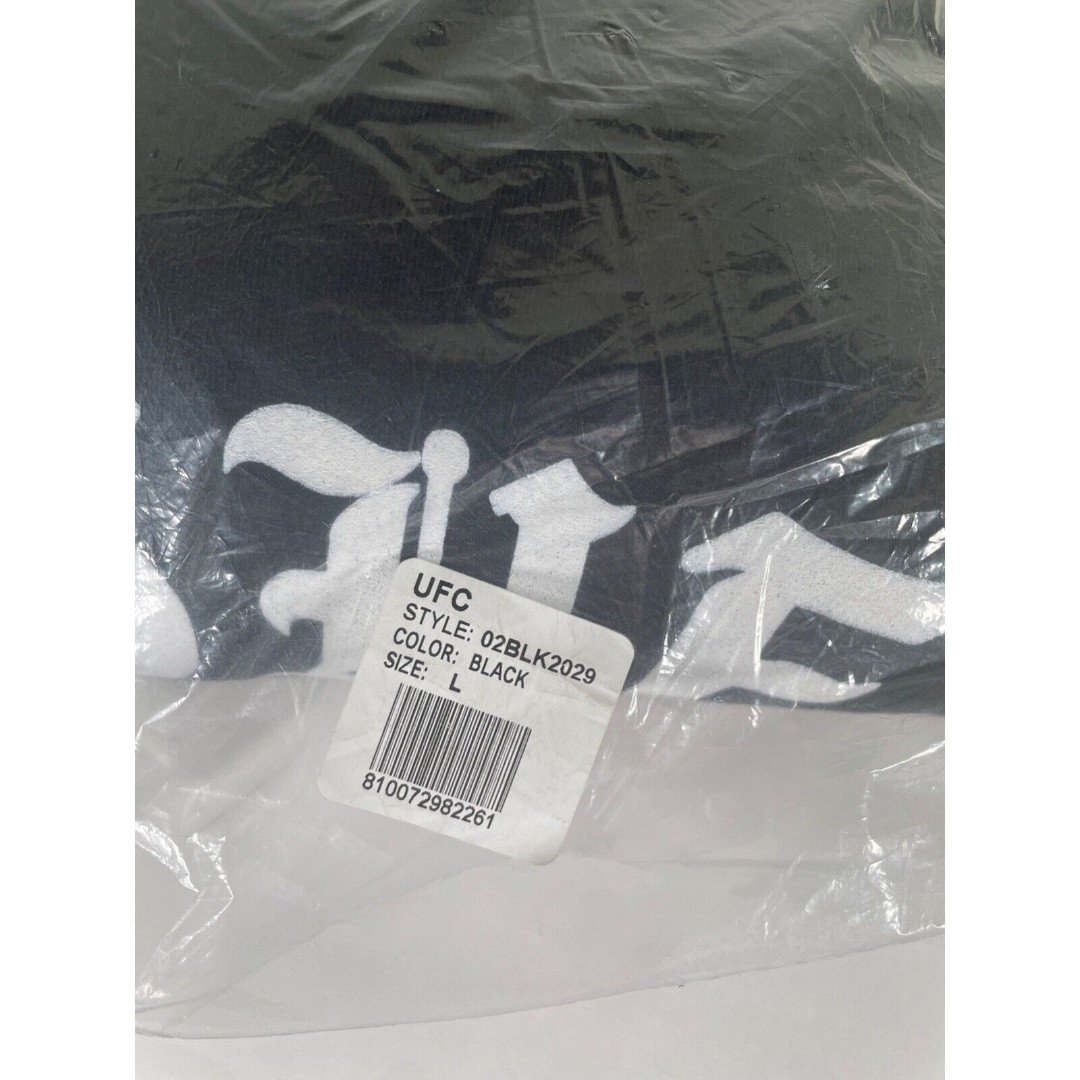 UFC
STYLE: 02BLK2029
COLOR: BLACK
SIZE: L
810072982261